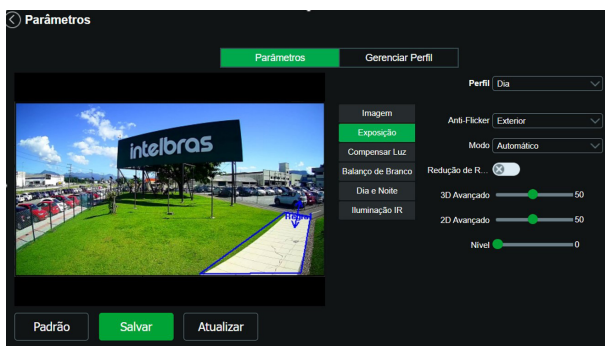 Parâmetros
Parâmetros
Gerenciar Perfil
Perfil
Dia
intelbras
Imagem
Exposição
Compensar Luz
Balanço de Branco
Dia e Noite
Iluminação IR
Anti-Flicker
Exterior
Modo
Automático
Redução de R...
3D Avançado
50
2D Avançado
50
Nível
0
Padrão
Salvar
Atualizar